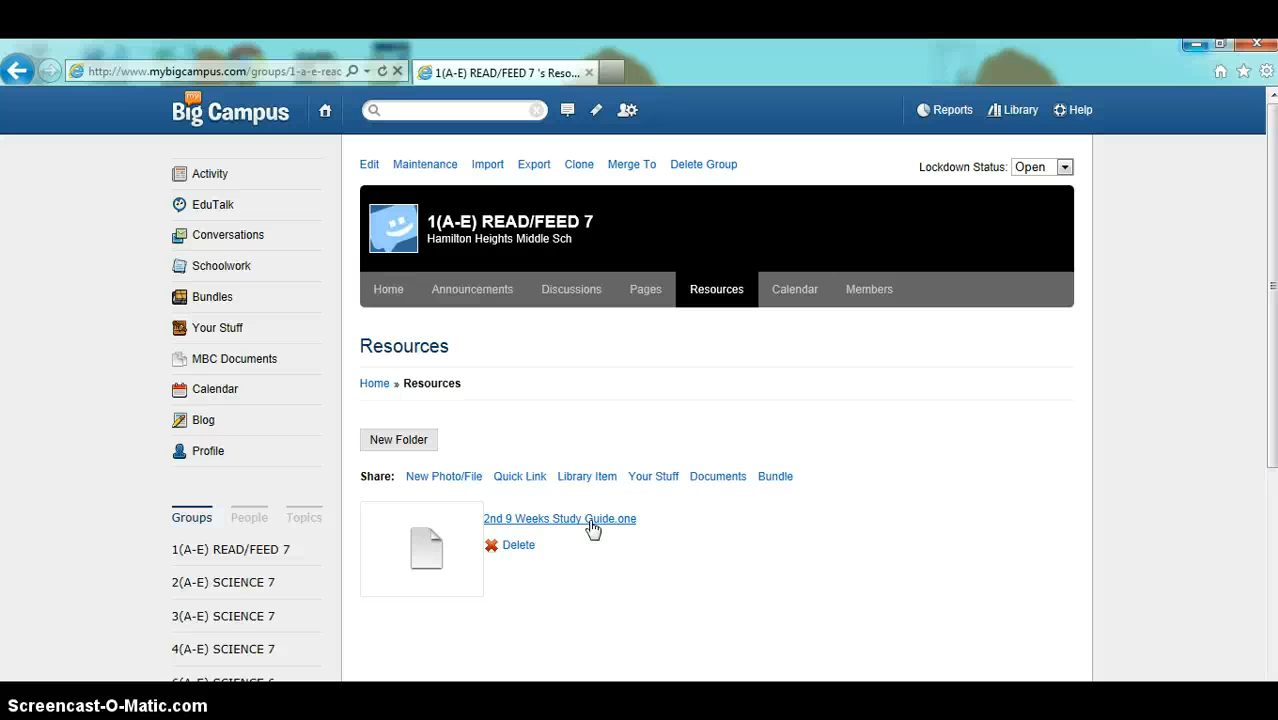 http://www.mybigcampus.com/groups/1-a-e-reac
1(A-E) READ/FEED 7 's Reso...
my
Big Campus
Reports
Library
Help
Edit
Maintenance
Import
Export
Clone
Merge To
Delete Group
Lockdown Status:
Open
Activity
EduTalk
Conversations
Schoolwork
Bundles
Your Stuff
MBC Documents
Calendar
Blog
Profile
Groups
People
Topics
1(A-E) READ/FEED 7
2(A-E) SCIENCE 7
3(A-E) SCIENCE 7
4(A-E) SCIENCE 7
1(A-E) READ/FEED 7
Hamilton Heights Middle Sch
Home
Announcements
Discussions
Pages
Resources
Calendar
Members
Resources
Home » Resources
New Folder
Share: New Photo/File Quick Link Library Item Your Stuff Documents Bundle
2nd 9 Weeks Study Guide.one
Delete
Screencast-O-Matic.com